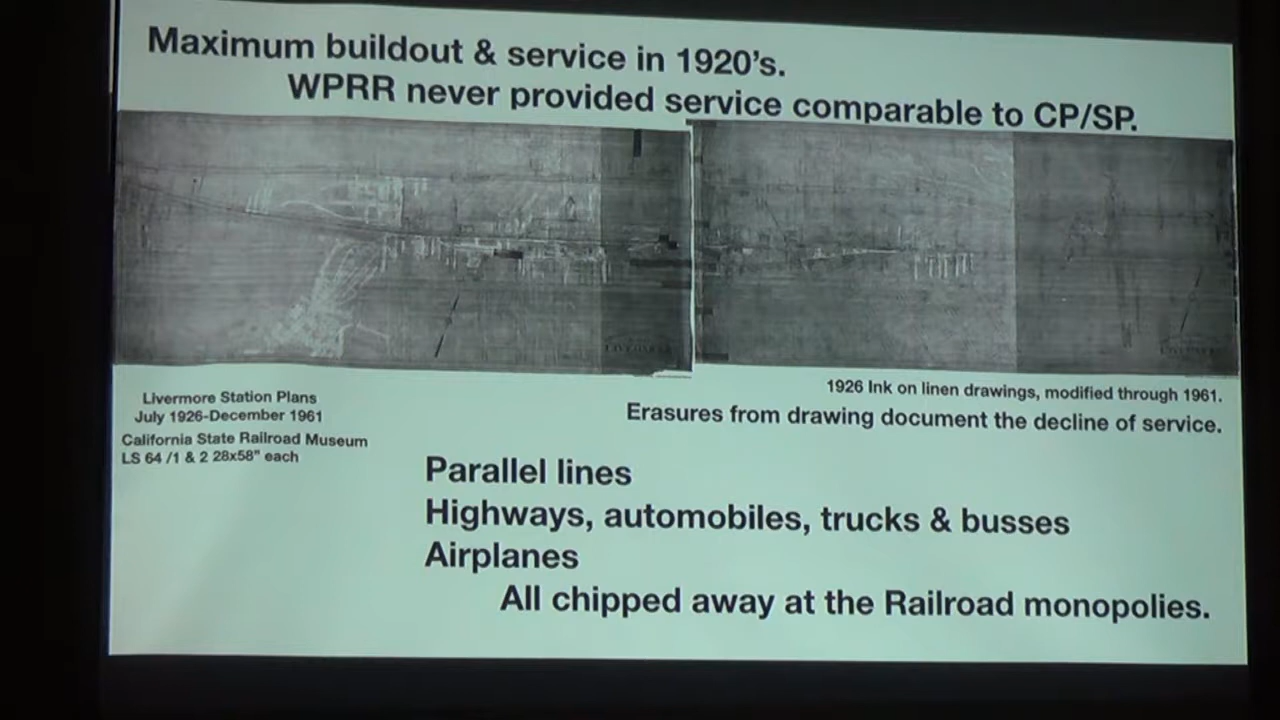 Maximum buildout & service in 1920's.
WPRR never provided service comparable to CP/SP.
Livermore Station Plans
July 1926-December 1961
California State Railroad Museum
LS 64 /1 & 2 28x58" each
1926 Ink on linen drawings, modified through 1961.
Erasures from drawing document the decline of service.
Parallel lines
Highways, automobiles, trucks & busses
Airplanes
All chipped away at the Railroad monopolies.